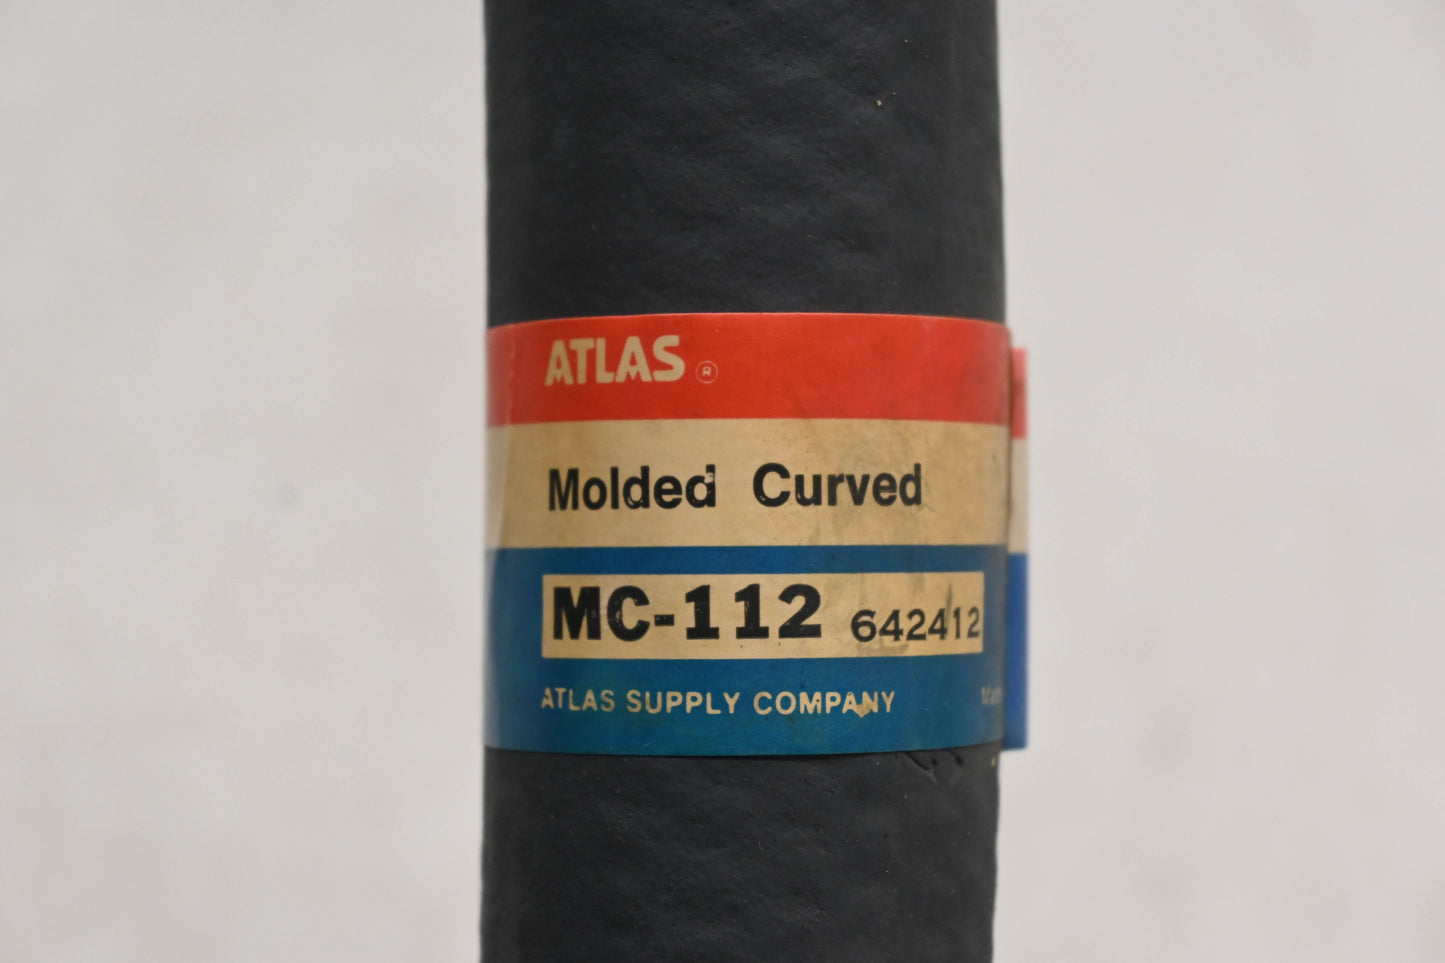 ATLAS ®
Molded Curved
MC-112 642412
ATLAS SUPPLY COMPANY